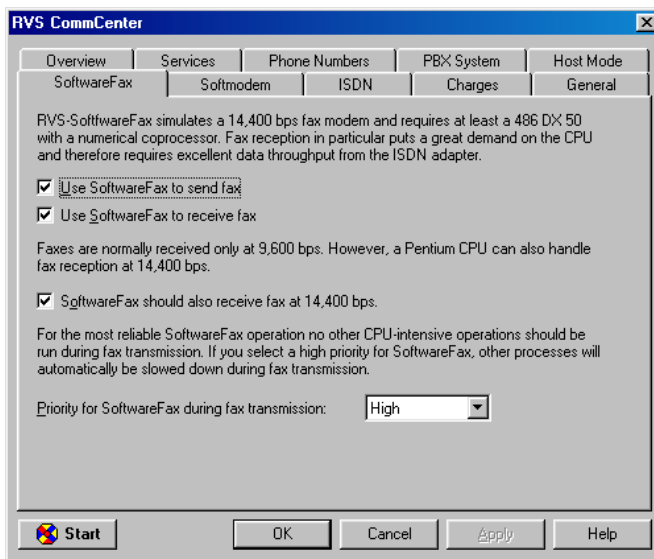 RVS CommCenter
Overview
Services
Phone Numbers
PBX System
Host Mode
SoftwareFax
Softmodem
ISDN
Charges
General
RVS-SoftfwareFax simulates a 14,400 bps fax modem and requires at least a 486 DX 50
with a numerical coprocessor. Fax reception in particular puts a great demand on the CPU
and therefore requires excellent data throughput from the ISDN adapter.
Use SoftwareFax to send fax
Use SoftwareFax to receive fax
Faxes are normally received only at 9,600 bps. However, a Pentium CPU can also handle
fax reception at 14,400 bps.
SoftwareFax should also receive fax at 14,400 bps.
For the most reliable SoftwareFax operation no other CPU-intensive operations should be
run during fax transmission. If you select a high priority for SoftwareFax, other processes will
automatically be slowed down during fax transmission.
Priority for SoftwareFax during fax transmission:
High
Start
OK
Cancel
Apply
Help